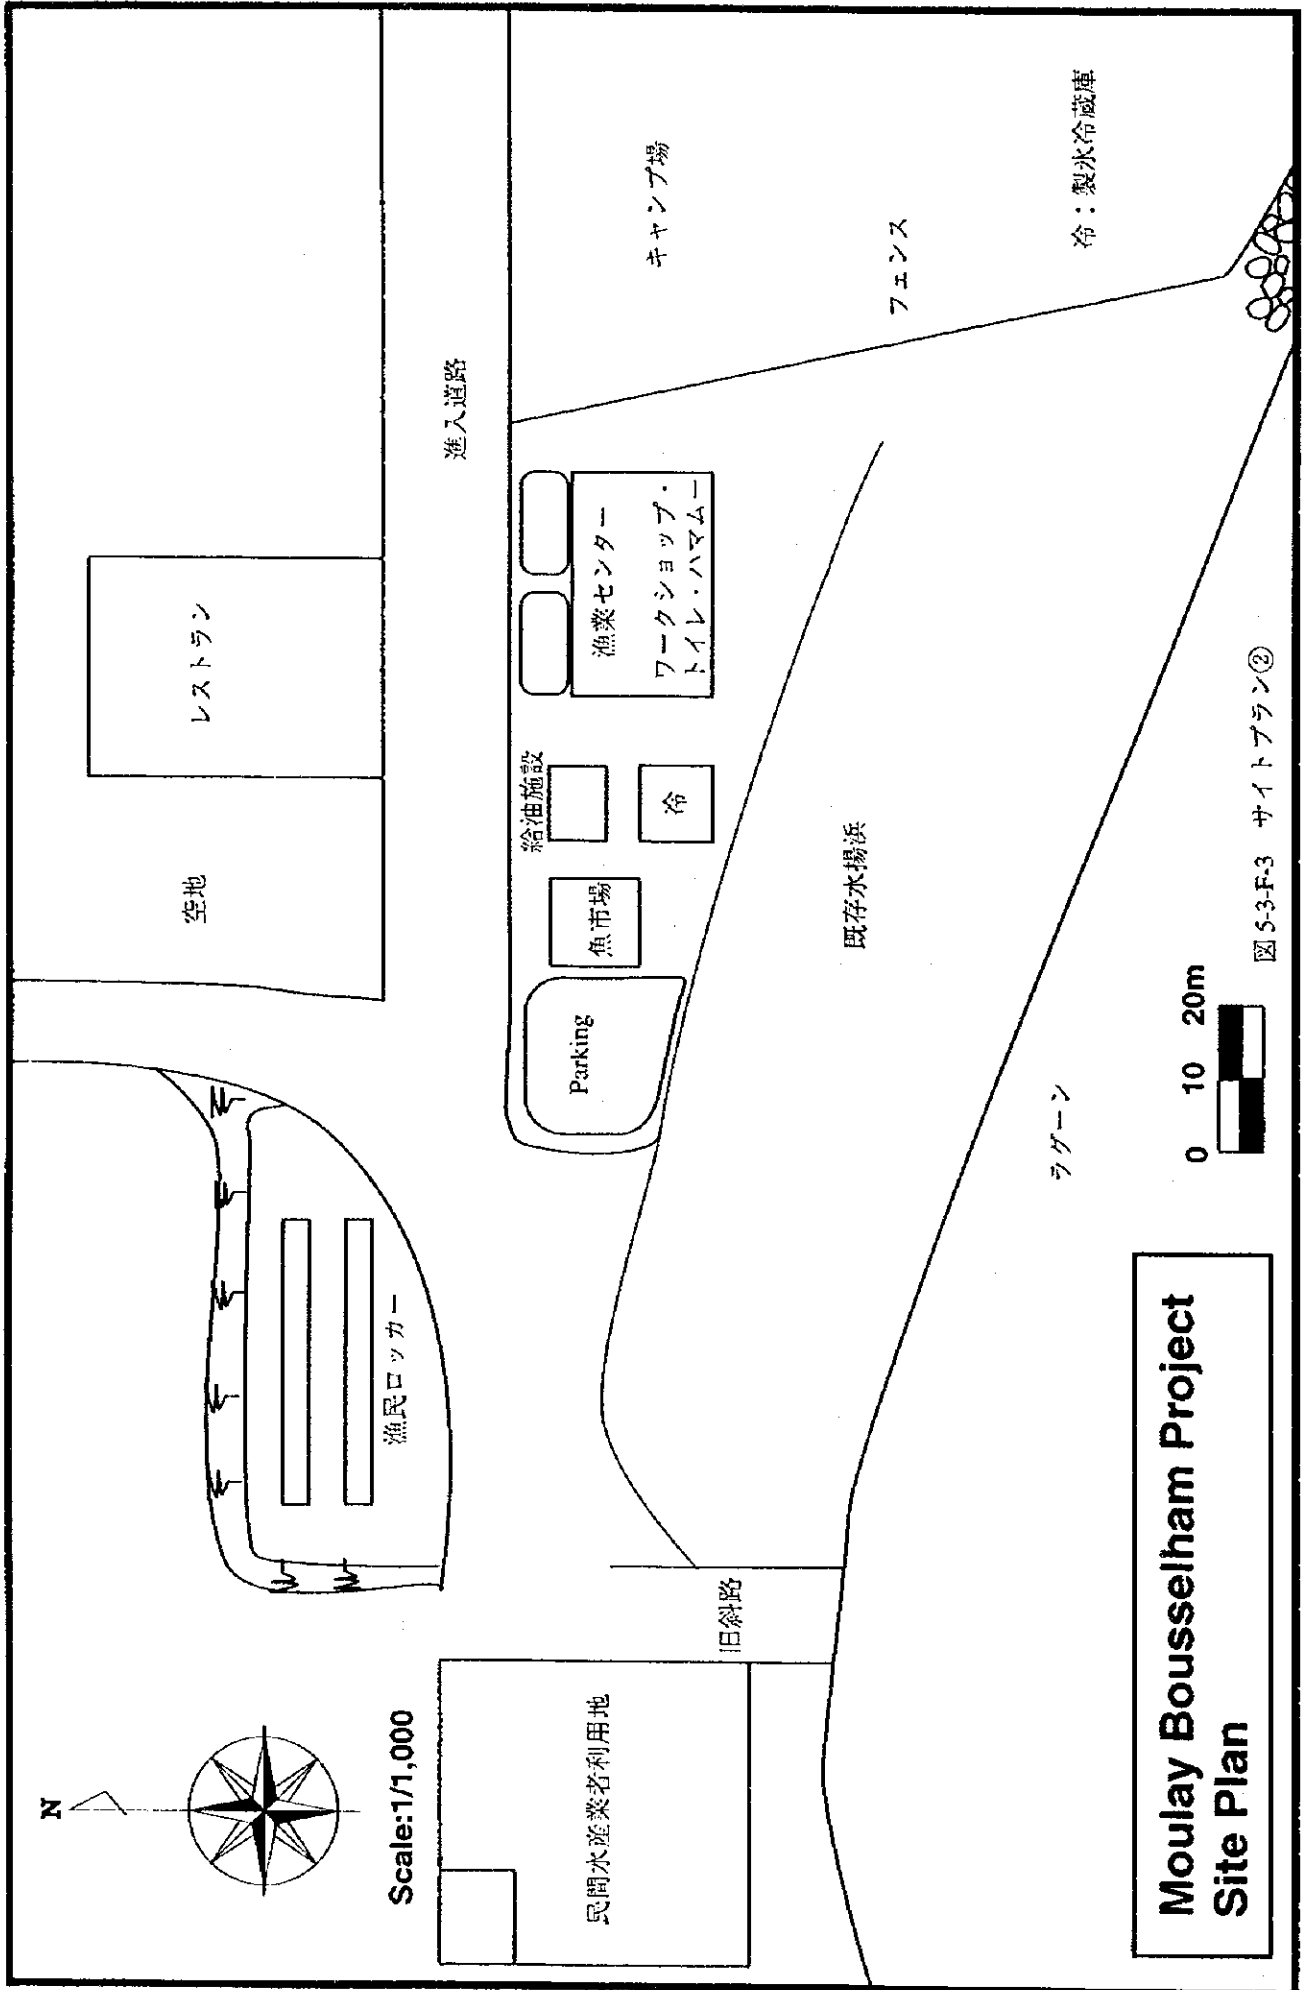 N
Scale:1/1,000
空地
レストラン
漁民ロッカー
進入道路
給油施設
Parking
魚市場
冷
漁業センター
ワークショップ・
トイレ・ハマムー
キャンプ場
フェンス
冷：製氷冷蔵庫
民間水産業者利用地
旧斜路
既存水揚浜
ラグーン
0 10 20m
Moulay Bousselham Project
Site Plan
図 5-3-F-3 サイトプラン②